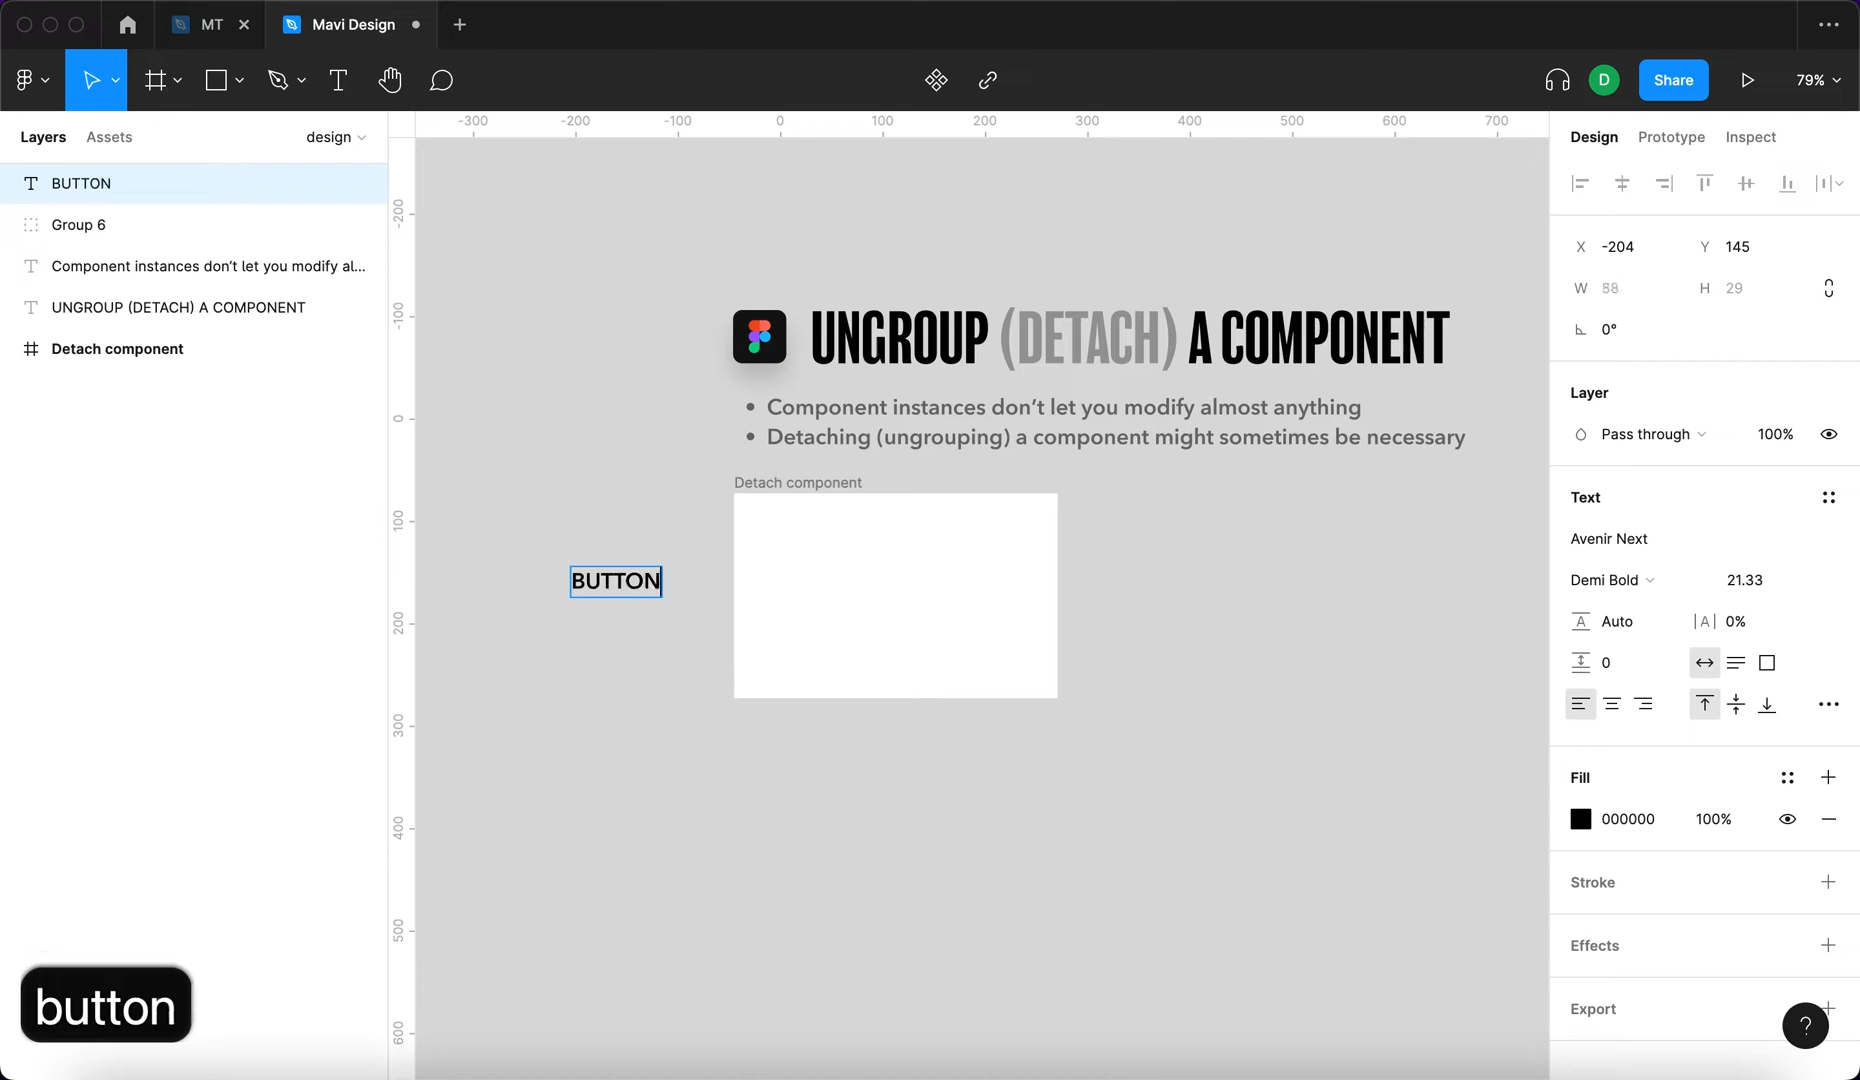 MT
Mavi Design
D
Share
79%
Layers
Assets
design
BUTTON
Group 6
Component instances don’t let you modify al...
UNGROUP (DETACH) A COMPONENT
Detach component
-300
-200
-100
0
100
200
300
400
500
600
700
-200
-100
0
100
200
300
400
500
600
UNGROUP (DETACH) A COMPONENT
• Component instances don’t let you modify almost anything
• Detaching (ungrouping) a component might sometimes be necessary
Detach component
BUTTON
button
Design
Prototype
Inspect
X -204 Y 145
W 88 H 29
0°
Layer
Pass through 100%
Text
Avenir Next
Demi Bold 21.33
A Auto |A| 0%
0
Fill
000000 100%
Stroke
Effects
Export
?